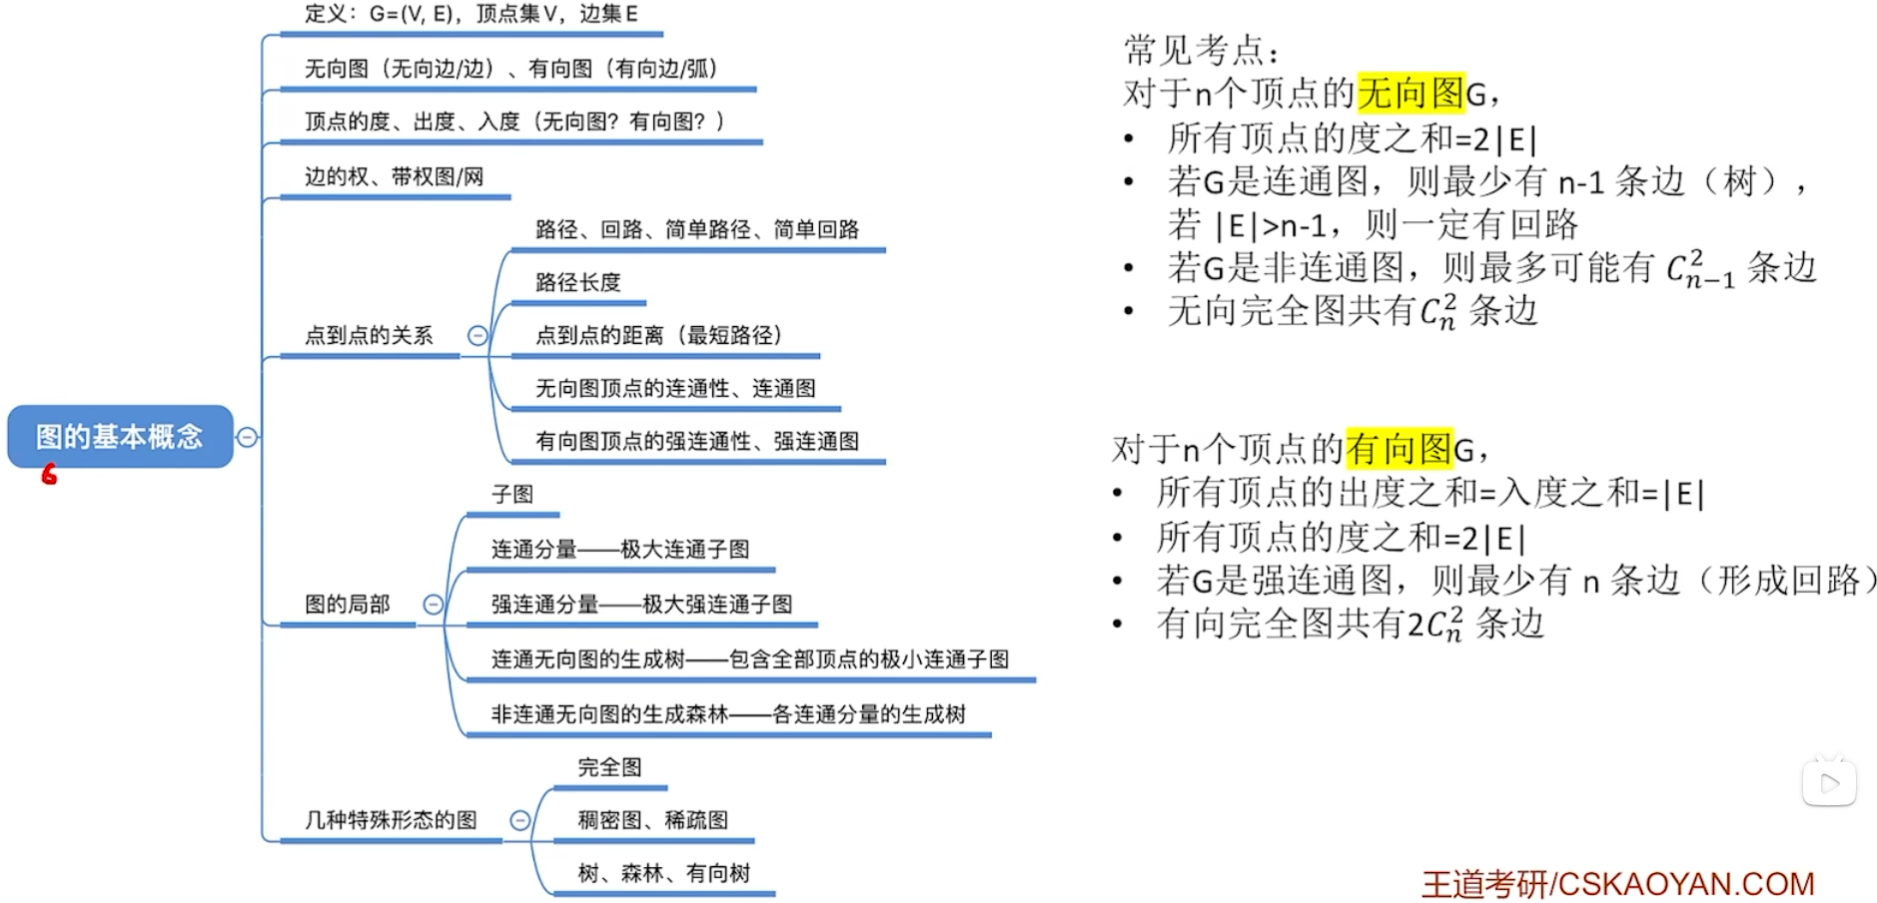 定义：G=(V, E)，顶点集V，边集E
无向图（无向边/边）、有向图（有向边/弧）
顶点的度、出度、入度（无向图？有向图？）
边的权、带权图/网
点到点的关系
路径、回路、简单路径、简单回路
路径长度
点到点的距离（最短路径）
无向图顶点的连通性、连通图
有向图顶点的强连通性、强连通图
图的基本概念
图的局部
子图
连通分量——极大连通子图
强连通分量——极大强连通子图
连通无向图的生成树——包含全部顶点的极小连通子图
非连通无向图的生成森林——各连通分量的生成树
几种特殊形态的图
完全图
稠密图、稀疏图
树、森林、有向树
常见考点：
对于n个顶点的无向图G，
• 所有顶点的度之和=2|E|
• 若G是连通图，则最少有 n-1 条边（树），
若 |E|>n-1，则一定有回路
• 若G是非连通图，则最多可能有 $C_{n-1}^2$ 条边
• 无向完全图共有$C_n^2$ 条边
对于n个顶点的有向图G，
• 所有顶点的出度之和=入度之和=|E|
• 所有顶点的度之和=2|E|
• 若G是强连通图，则最少有 n 条边（形成回路）
• 有向完全图共有2$C_n^2$ 条边
王道考研/CSKAOYAN.COM